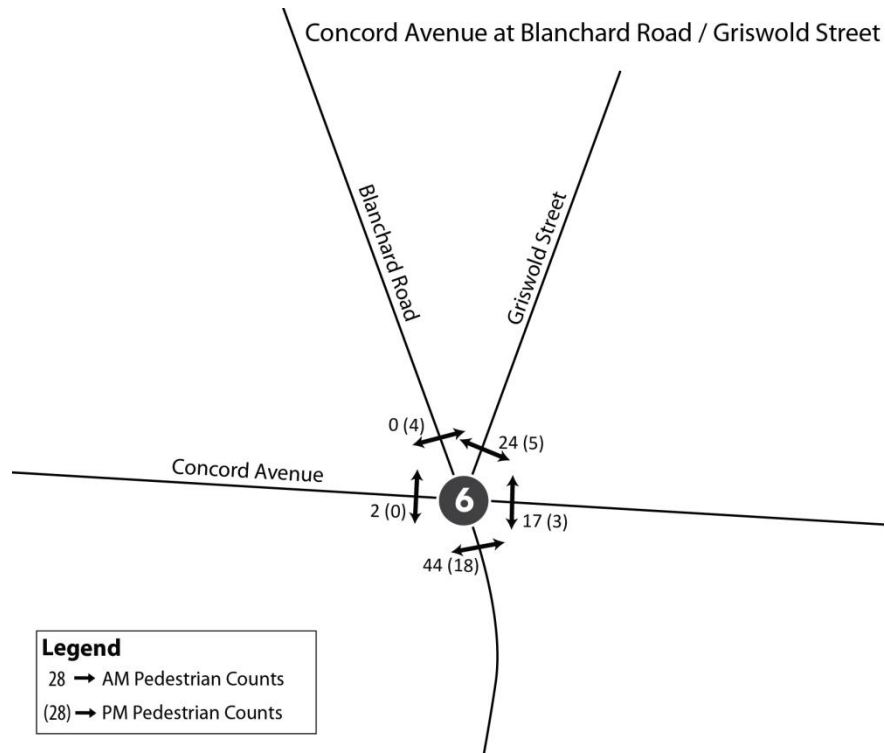 Concord Avenue at Blanchard Road / Griswold Street
Blanchard Road
Griswold Street
0 (4)
24 (5)
Concord Avenue
6
2 (0)
17 (3)
44 (18)
Legend
28 → AM Pedestrian Counts
(28) → PM Pedestrian Counts